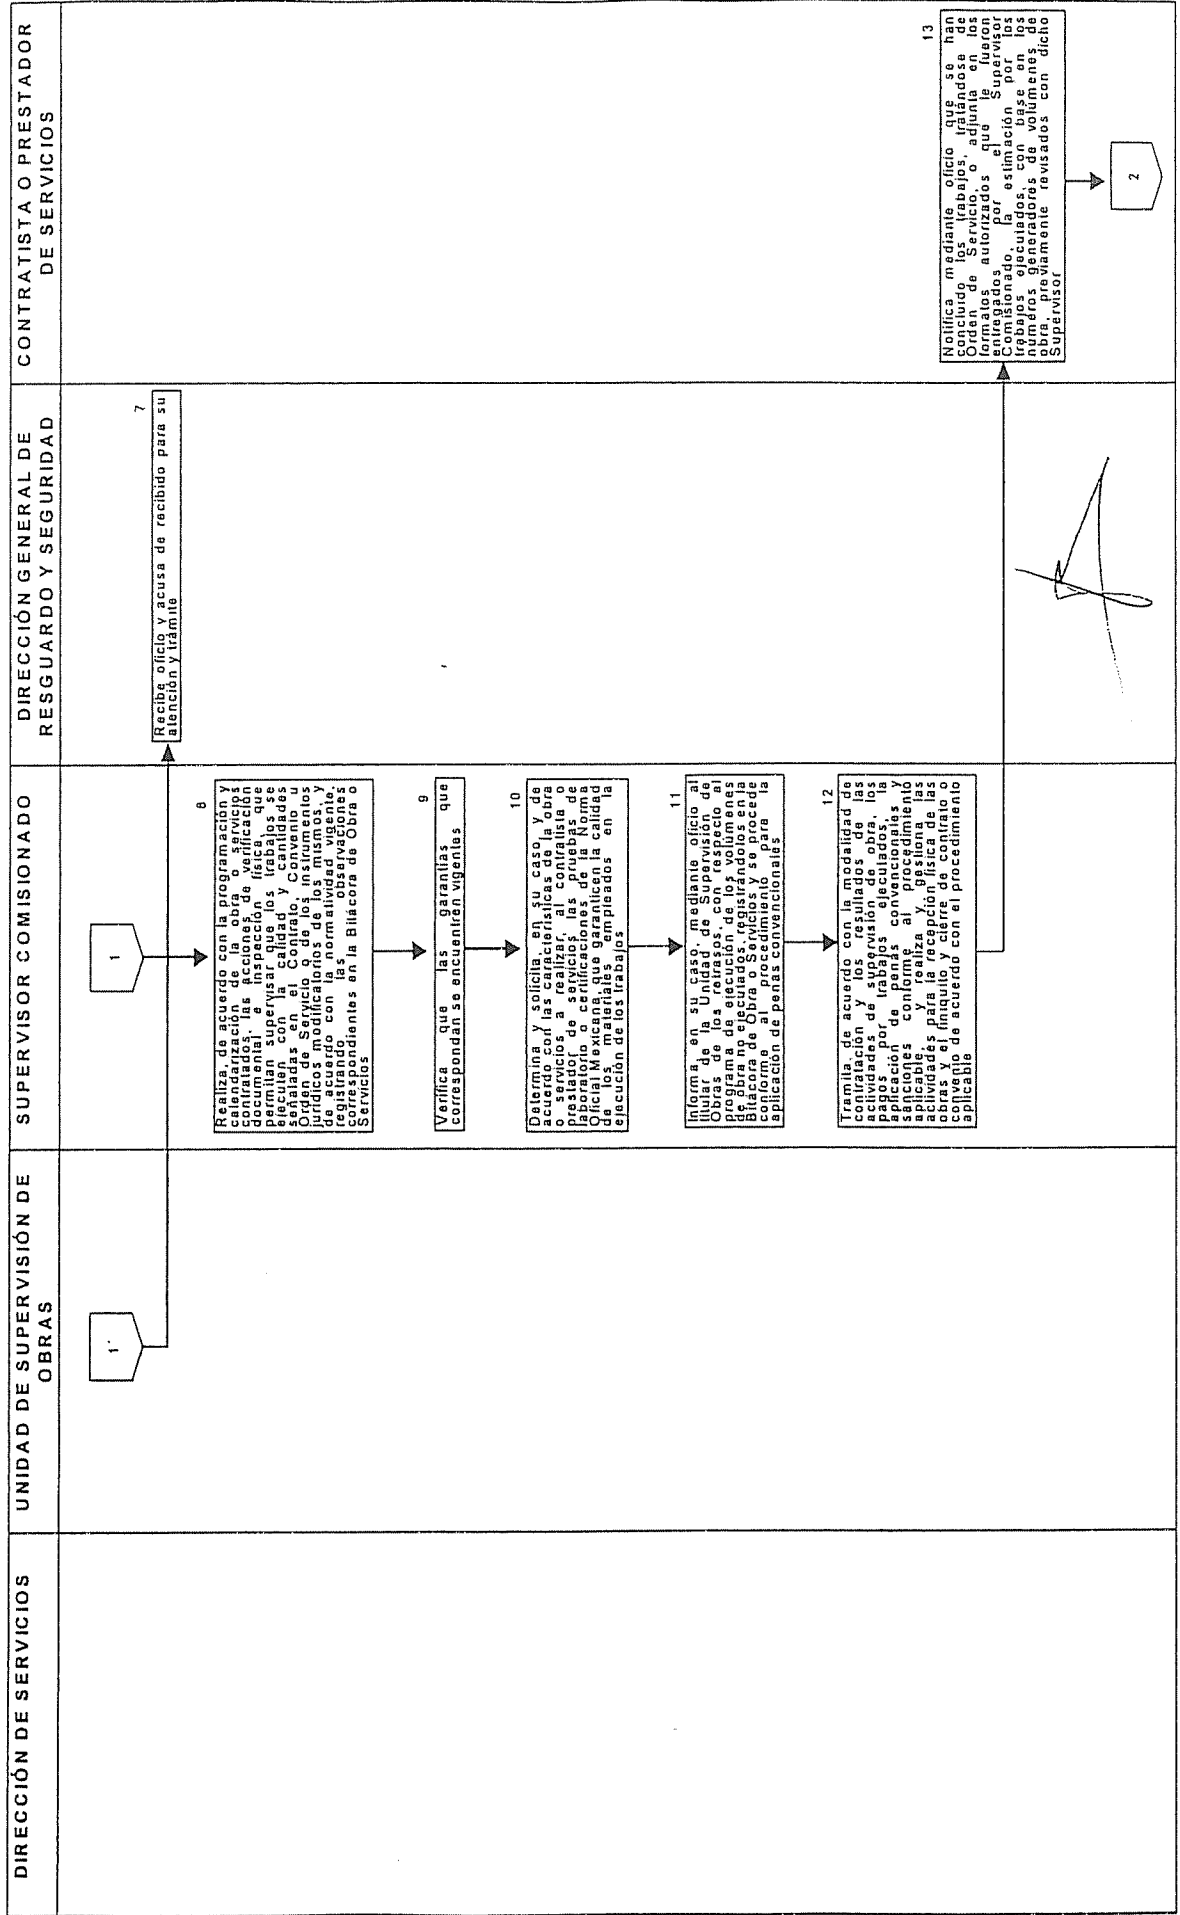 DIRECCIÓN DE SERVICIOS
UNIDAD DE SUPERVISIÓN DE
OBRAS
SUPERVISOR COMISIONADO
DIRECCIÓN GENERAL DE
RESGUARDO Y SEGURIDAD
CONTRATISTA O PRESTADOR
DE SERVICIOS
1'
1
7
Recibe oficio y acusa de recibido para su
atención y trámite
8
Realiza, de acuerdo con la programación y
calendarización de la obra o servicios
contratados, las acciones de verificación
documental e inspección física, que
permitan supervisar que los trabajos se
ejecuten con la calidad y cantidades
señaladas en el Contrato, Convenio u
Orden de Servicio o de los instrumentos
jurídicos modificatorios de los mismos, y
de acuerdo con la normatividad vigente,
registrando las observaciones
correspondientes en la Bitácora de Obra o
Servicios
9
Verifica que las garantías que
correspondan se encuentren vigentes
10
Determina y solicita, en su caso y de
acuerdo con las características de la obra
o servicios a realizar, al contratista o
prestador de servicios, las pruebas de
laboratorio o certificaciones de la Norma
Oficial Mexicana, que garanticen la calidad
de los materiales empleados en la
ejecución de los trabajos
11
Informa, en su caso, mediante oficio al
titular de la Unidad de Supervisión de
Obras, de los retrasos, con respecto al
programa de ejecución de los volúmenes
de obra no ejecutados, registrándolos en la
Bitácora de Obra o Servicios y se procede
conforme al procedimiento para la
aplicación de penas convencionales
12
Tramita, de acuerdo con la modalidad de
contratación y los resultados de las
actividades de supervisión de obra, los
pagos por trabajos ejecutados, la
aplicación de penas convencionales y
sanciones conforme al procedimiento
aplicable, y realiza y gestiona las
actividades para la recepción física de las
obras y el finiquito y cierre de contrato o
convenio de acuerdo con el procedimiento
aplicable
13
Notifica mediante oficio que se han
concluido los trabajos, tratándose de
Orden de Servicio, o adjunta en los
formatos autorizados que le fueron
entregados por el Supervisor
Comisionado, la estimación por los
trabajos ejecutados, con base en los
números generadores de volúmenes de
obra, previamente revisados con dicho
Supervisor
2